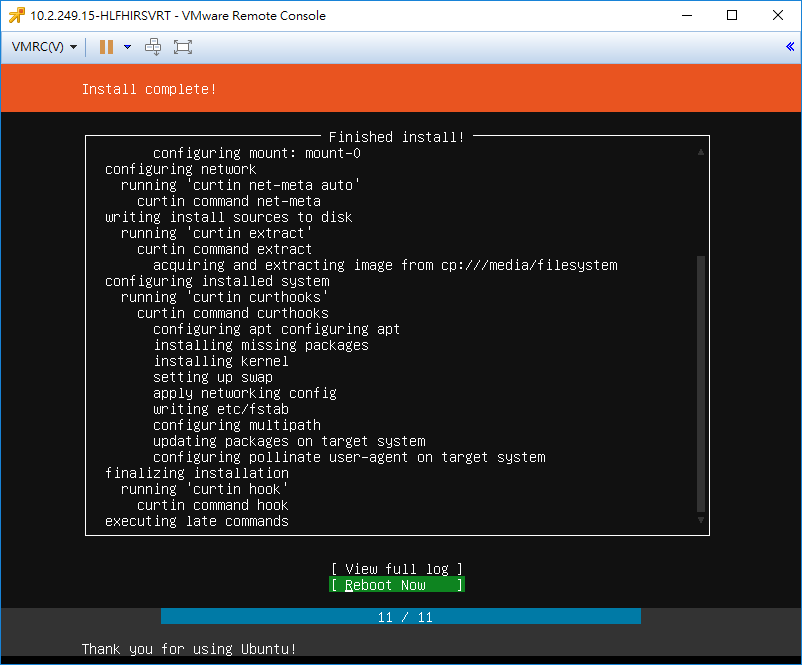 10.2.249.15-HLFHIRSVRT - VMware Remote Console
VMRC(V)
Install complete!
Finished install!
configuring mount: mount-0
configuring network
running 'curtin net-meta auto'
curtin command net-meta
writing install sources to disk
running 'curtin extract'
curtin command extract
acquiring and extracting image from cp:///media/filesystem
configuring installed system
running 'curtin curthooks'
curtin command curthooks
configuring apt configuring apt
installing missing packages
installing kernel
setting up swap
apply networking config
writing etc/fstab
configuring multipath
updating packages on target system
configuring pollinate user-agent on target system
finalizing installation
running 'curtin hook'
curtin command hook
executing late commands
[ View full log ]
[ Reboot Now ]
11 / 11
Thank you for using Ubuntu!